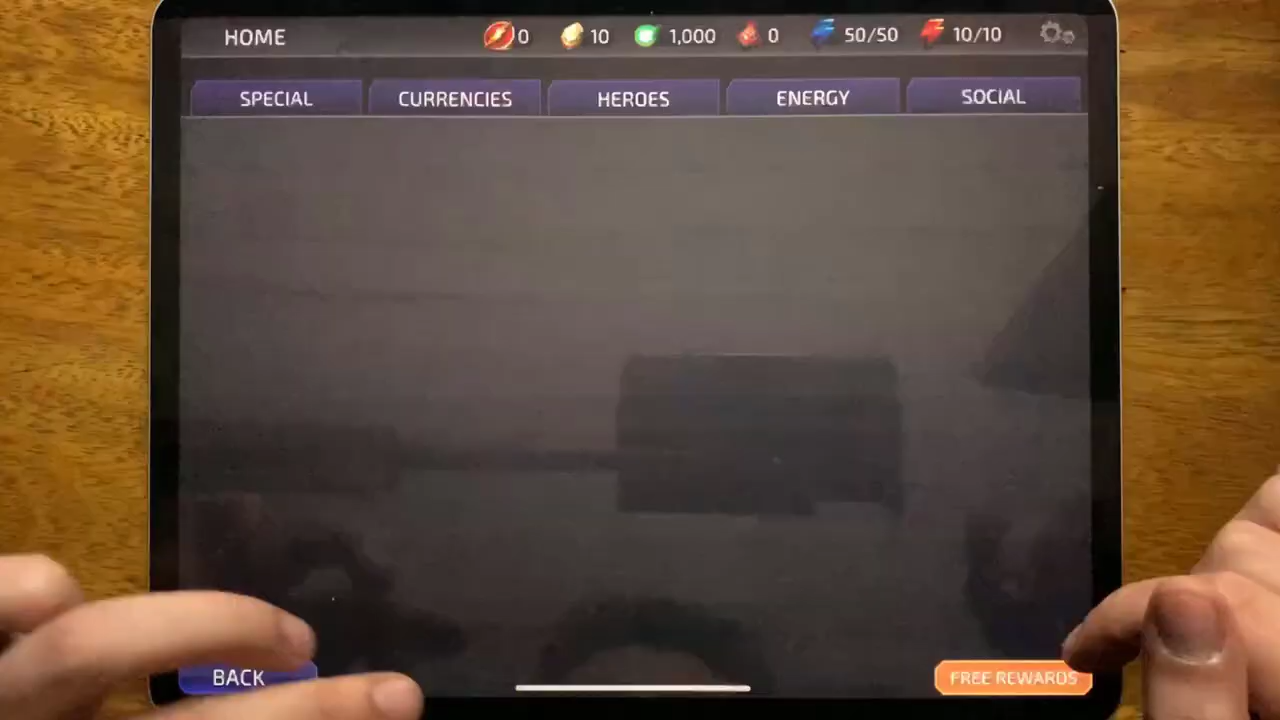 HOME 0 10 1,000 0 50/50 10/10
SPECIAL CURRENCIES HEROES ENERGY SOCIAL
BACK FREE REWARDS